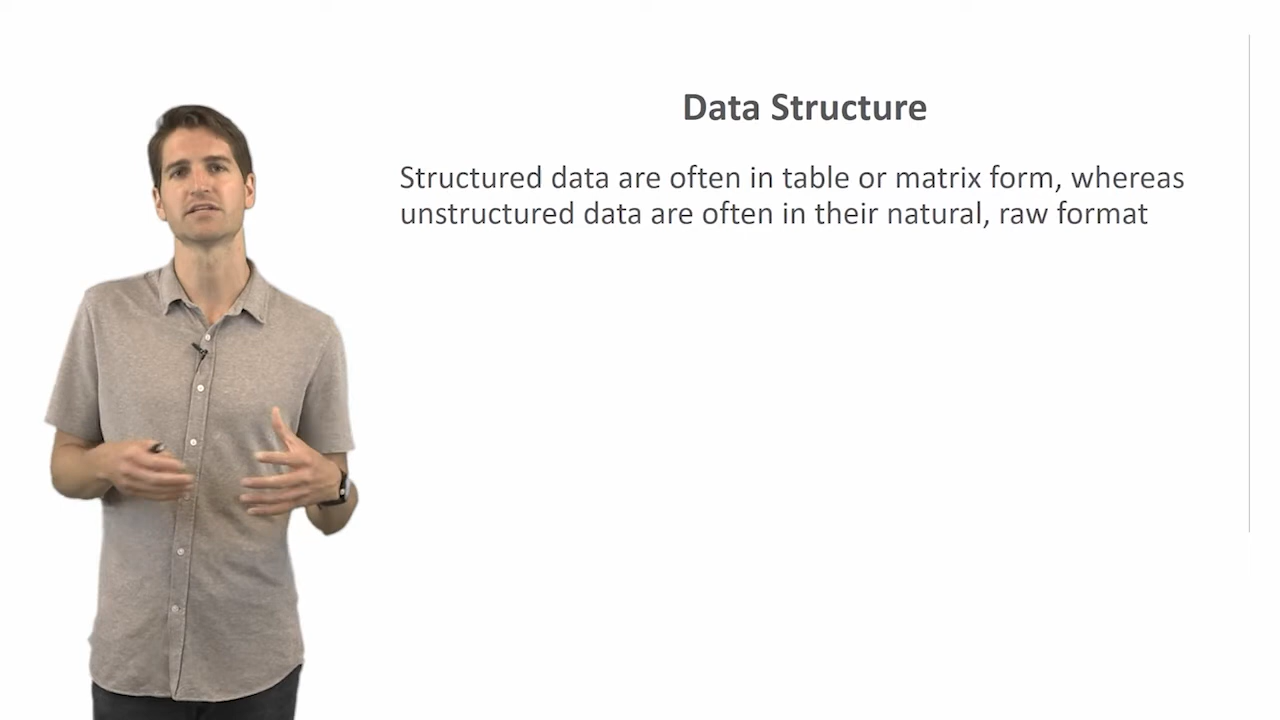 Data Structure
Structured data are often in table or matrix form, whereas
unstructured data are often in their natural, raw format